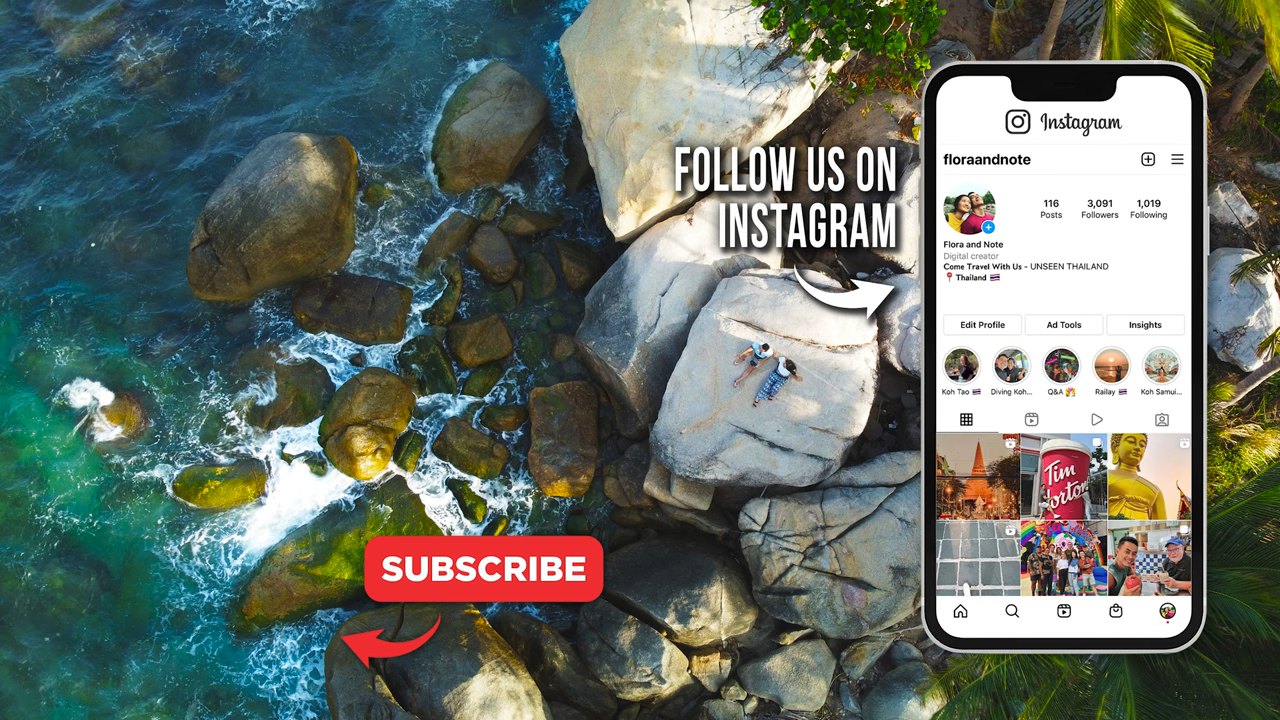 FOLLOW US ON
INSTAGRAM
SUBSCRIBE
Instagram
floraandnote
116
Posts
3,091
Followers
1,019
Following
Flora and Note
Digital creator
Come Travel With Us - UNSEEN THAILAND
📍 Thailand 🇹🇭
Edit Profile
Ad Tools
Insights
Koh Tao 🇹🇭
Diving Koh...
Q&A 💁
Railay 🇹🇭
Koh Samui...
Tim
Horton